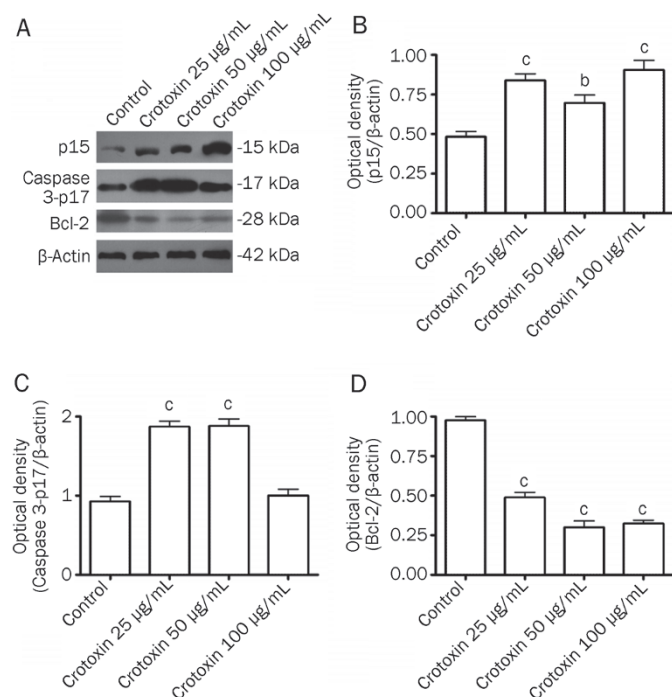 A
Control
Crotoxin 25 µg/mL
Crotoxin 50 µg/mL
Crotoxin 100 µg/mL
p15
-15 kDa
Caspase
3-p17
-17 kDa
Bcl-2
-28 kDa
β-Actin
-42 kDa
B
Optical density
(p15/β-actin)
1.00
0.75
0.50
0.25
0.00
c
b
c
Control
Crotoxin 25 µg/mL
Crotoxin 50 µg/mL
Crotoxin 100 µg/mL
C
Optical density
(Caspase 3-p17/β-actin)
2
1
0
c
c
Control
Crotoxin 25 µg/mL
Crotoxin 50 µg/mL
Crotoxin 100 µg/mL
D
Optical density
(Bcl-2/β-actin)
1.00
0.75
0.50
0.25
0.00
c
c
c
Control
Crotoxin 25 µg/mL
Crotoxin 50 µg/mL
Crotoxin 100 µg/mL